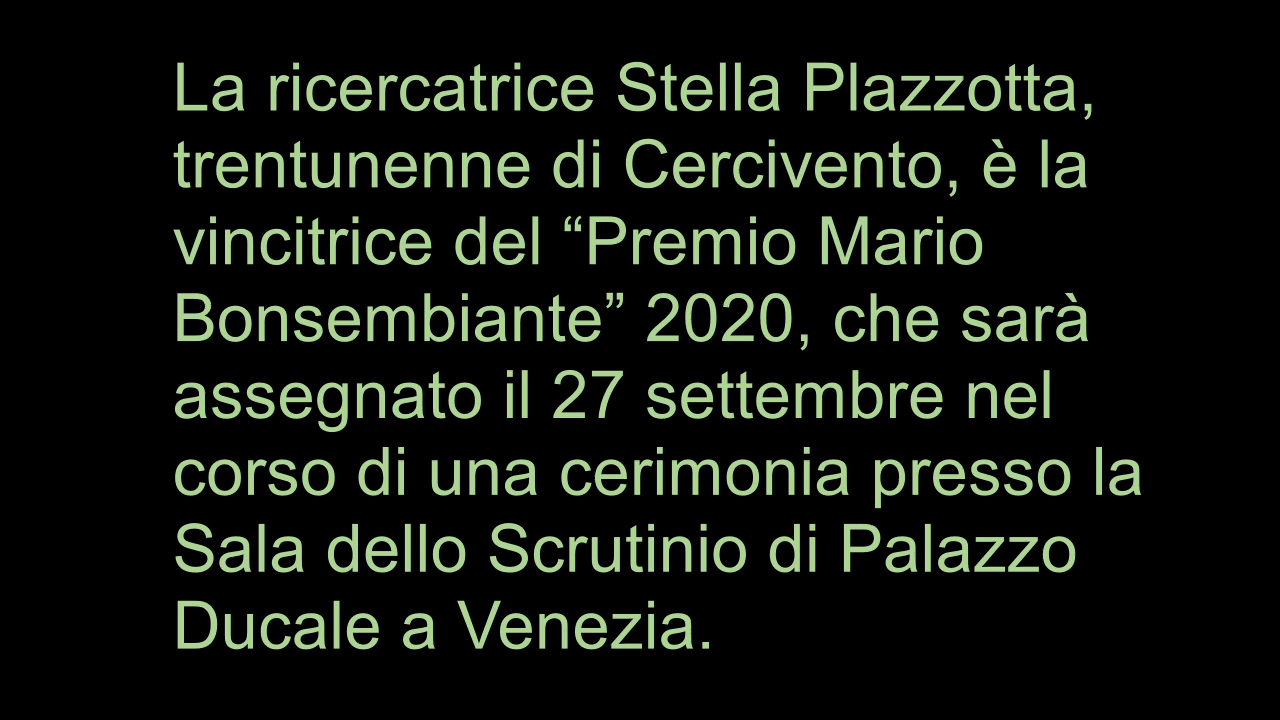 La ricercatrice Stella Plazzotta,
trentunenne di Cercivento, è la
vincitrice del “Premio Mario
Bonsembiante” 2020, che sarà
assegnato il 27 settembre nel
corso di una cerimonia presso la
Sala dello Scrutinio di Palazzo
Ducale a Venezia.